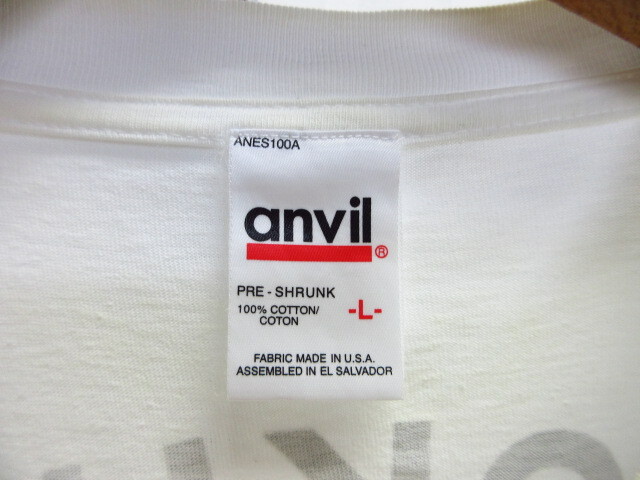 ANES100A
anvil
®
PRE - SHRUNK
100% COTTON/
COTON
-L-
FABRIC MADE IN U.S.A.
ASSEMBLED IN EL SALVADOR